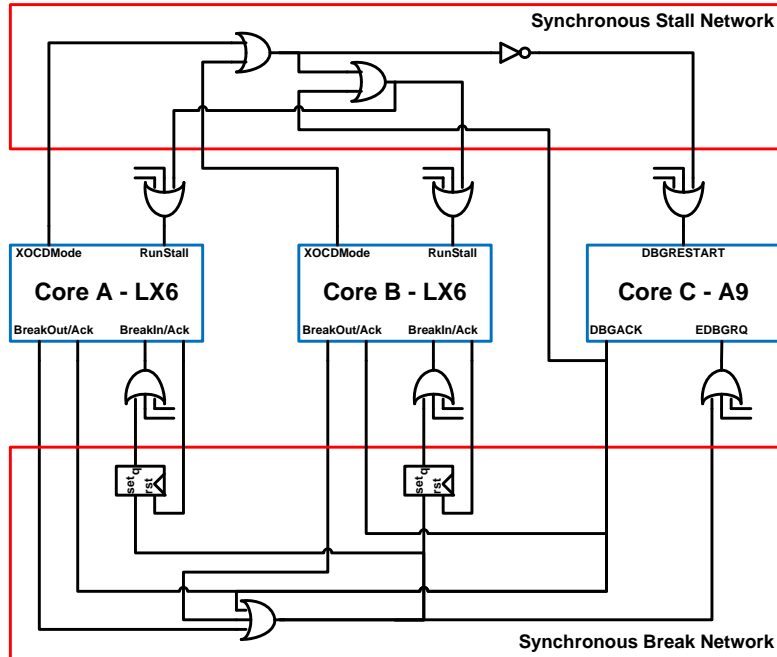 Synchronous Stall Network
XOCDMode RunStall
Core A - LX6
BreakOut/Ack BreakIn/Ack
XOCDMode RunStall
Core B - LX6
BreakOut/Ack BreakIn/Ack
DBGRESTART
Core C - A9
DBGACK EDBGRQ
set q rst
set q rst
Synchronous Break Network